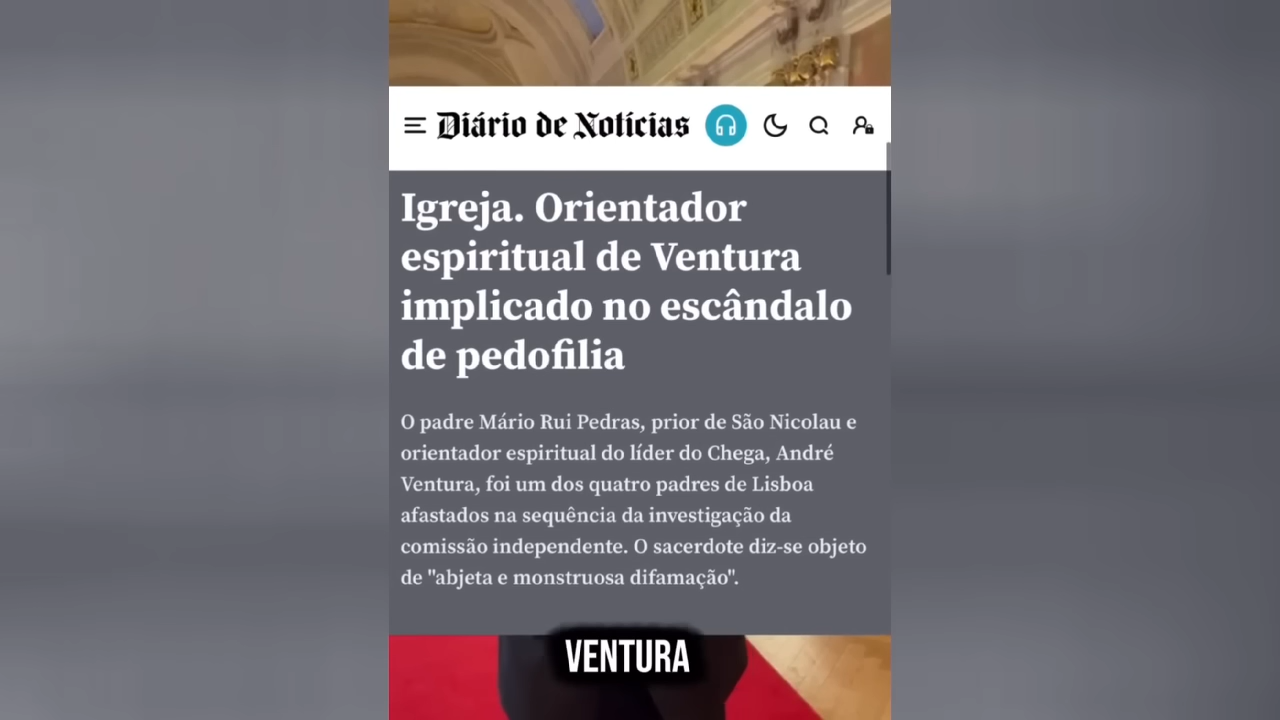 Diário de Notícias
Igreja. Orientador
espiritual de Ventura
implicado no escândalo
de pedofilia
O padre Mário Rui Pedras, prior de São Nicolau e
orientador espiritual do líder do Chega, André
Ventura, foi um dos quatro padres de Lisboa
afastados na sequência da investigação da
comissão independente. O sacerdote diz-se objeto
de "abjeta e monstruosa difamação".
VENTURA